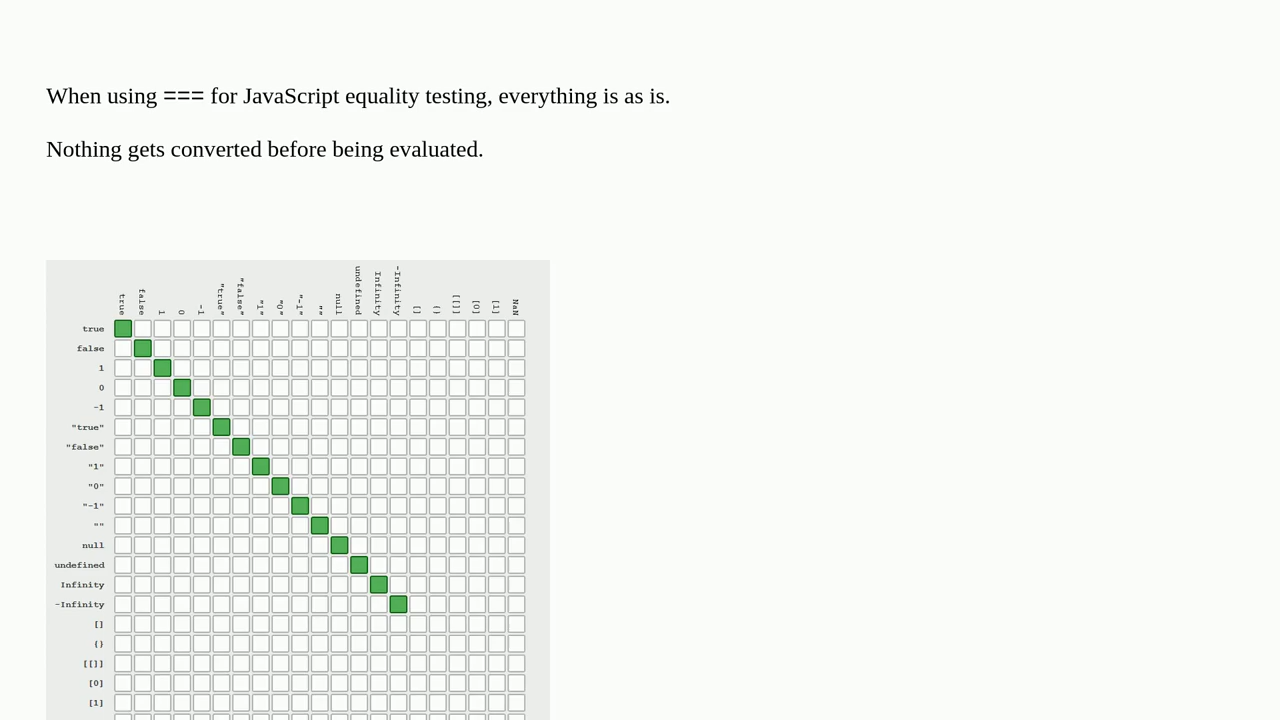 When using === for JavaScript equality testing, everything is as is.
Nothing gets converted before being evaluated.
true false 1 0 -1 "true" "false" "1" "0" "-1" "" null undefined Infinity -Infinity [] {} [[]] [0] [1] NaN
true
false
1
0
-1
"true"
"false"
"1"
"0"
"-1"
""
null
undefined
Infinity
-Infinity
[]
{}
[[]]
[0]
[1]